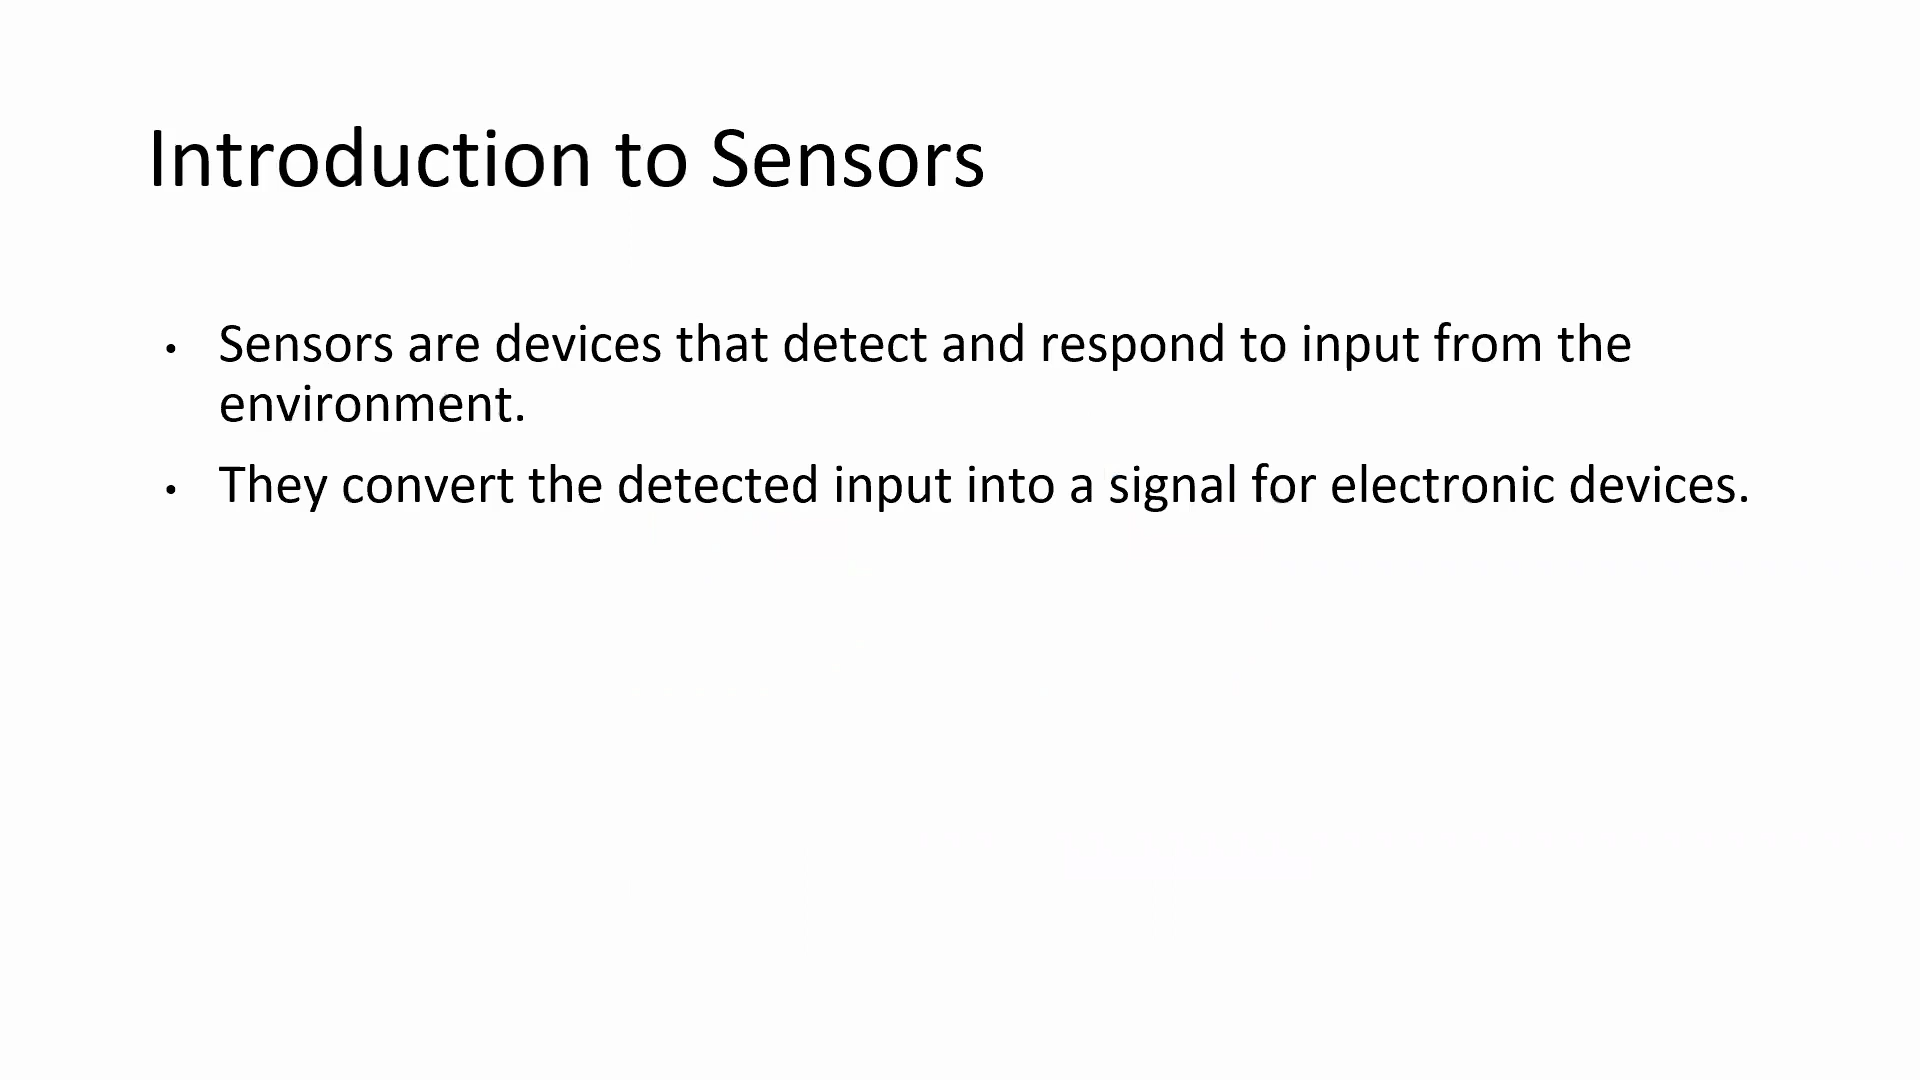 Introduction to Sensors
• Sensors are devices that detect and respond to input from the
environment.
• They convert the detected input into a signal for electronic devices.